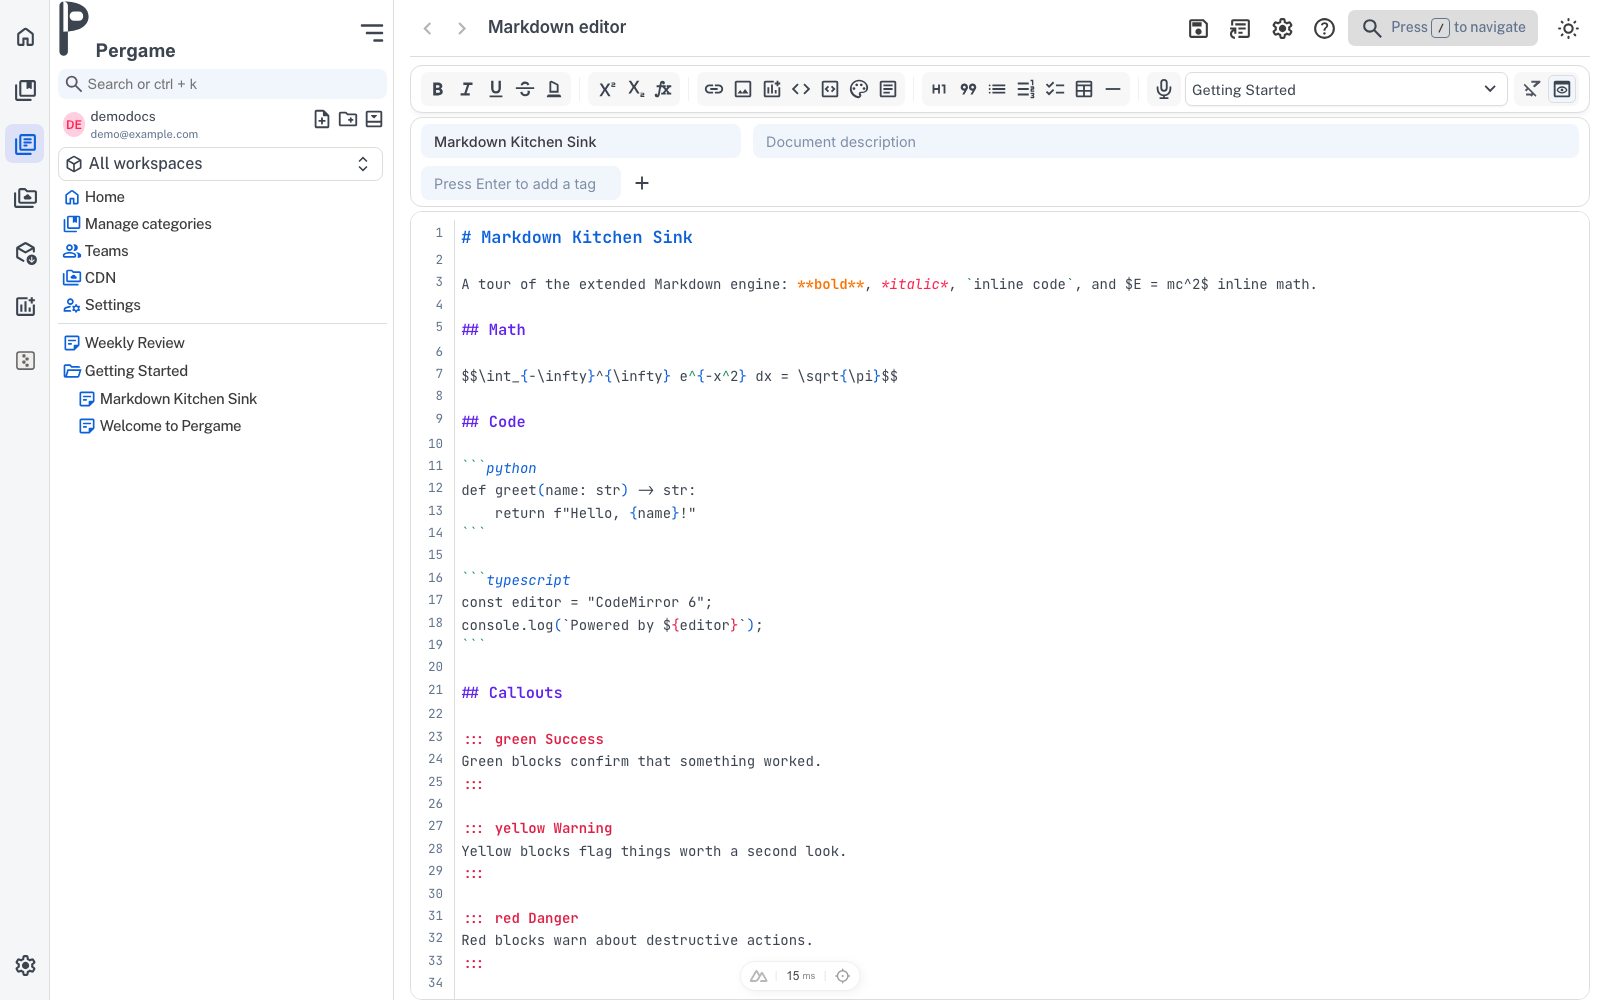 Pergame
Search or ctrl + k
DE
demodocs
demo@example.com
All workspaces
Home
Manage categories
Teams
CDN
Settings
Weekly Review
Getting Started
Markdown Kitchen Sink
Welcome to Pergame
Markdown editor
Press / to navigate
B I U S X² X₂ fx H1 99 Getting Started
Markdown Kitchen Sink
Document description
Press Enter to add a tag
1 # Markdown Kitchen Sink
2
3 A tour of the extended Markdown engine: **bold**, *italic*, `inline code`, and $E = mc^2$ inline math.
4
5 ## Math
6
7 $$\int_{-\infty}^{\infty} e^{-x^2} dx = \sqrt{\pi}$$
8
9 ## Code
10
11 ```python
12 def greet(name: str) -> str:
13     return f"Hello, {name}!"
14 ```
15
16 ```typescript
17 const editor = "CodeMirror 6";
18 console.log(`Powered by ${editor}`);
19 ```
20
21 ## Callouts
22
23 ::: green Success
24 Green blocks confirm that something worked.
25 :::
26
27 ::: yellow Warning
28 Yellow blocks flag things worth a second look.
29 :::
30
31 ::: red Danger
32 Red blocks warn about destructive actions.
33 :::
34
15 ms